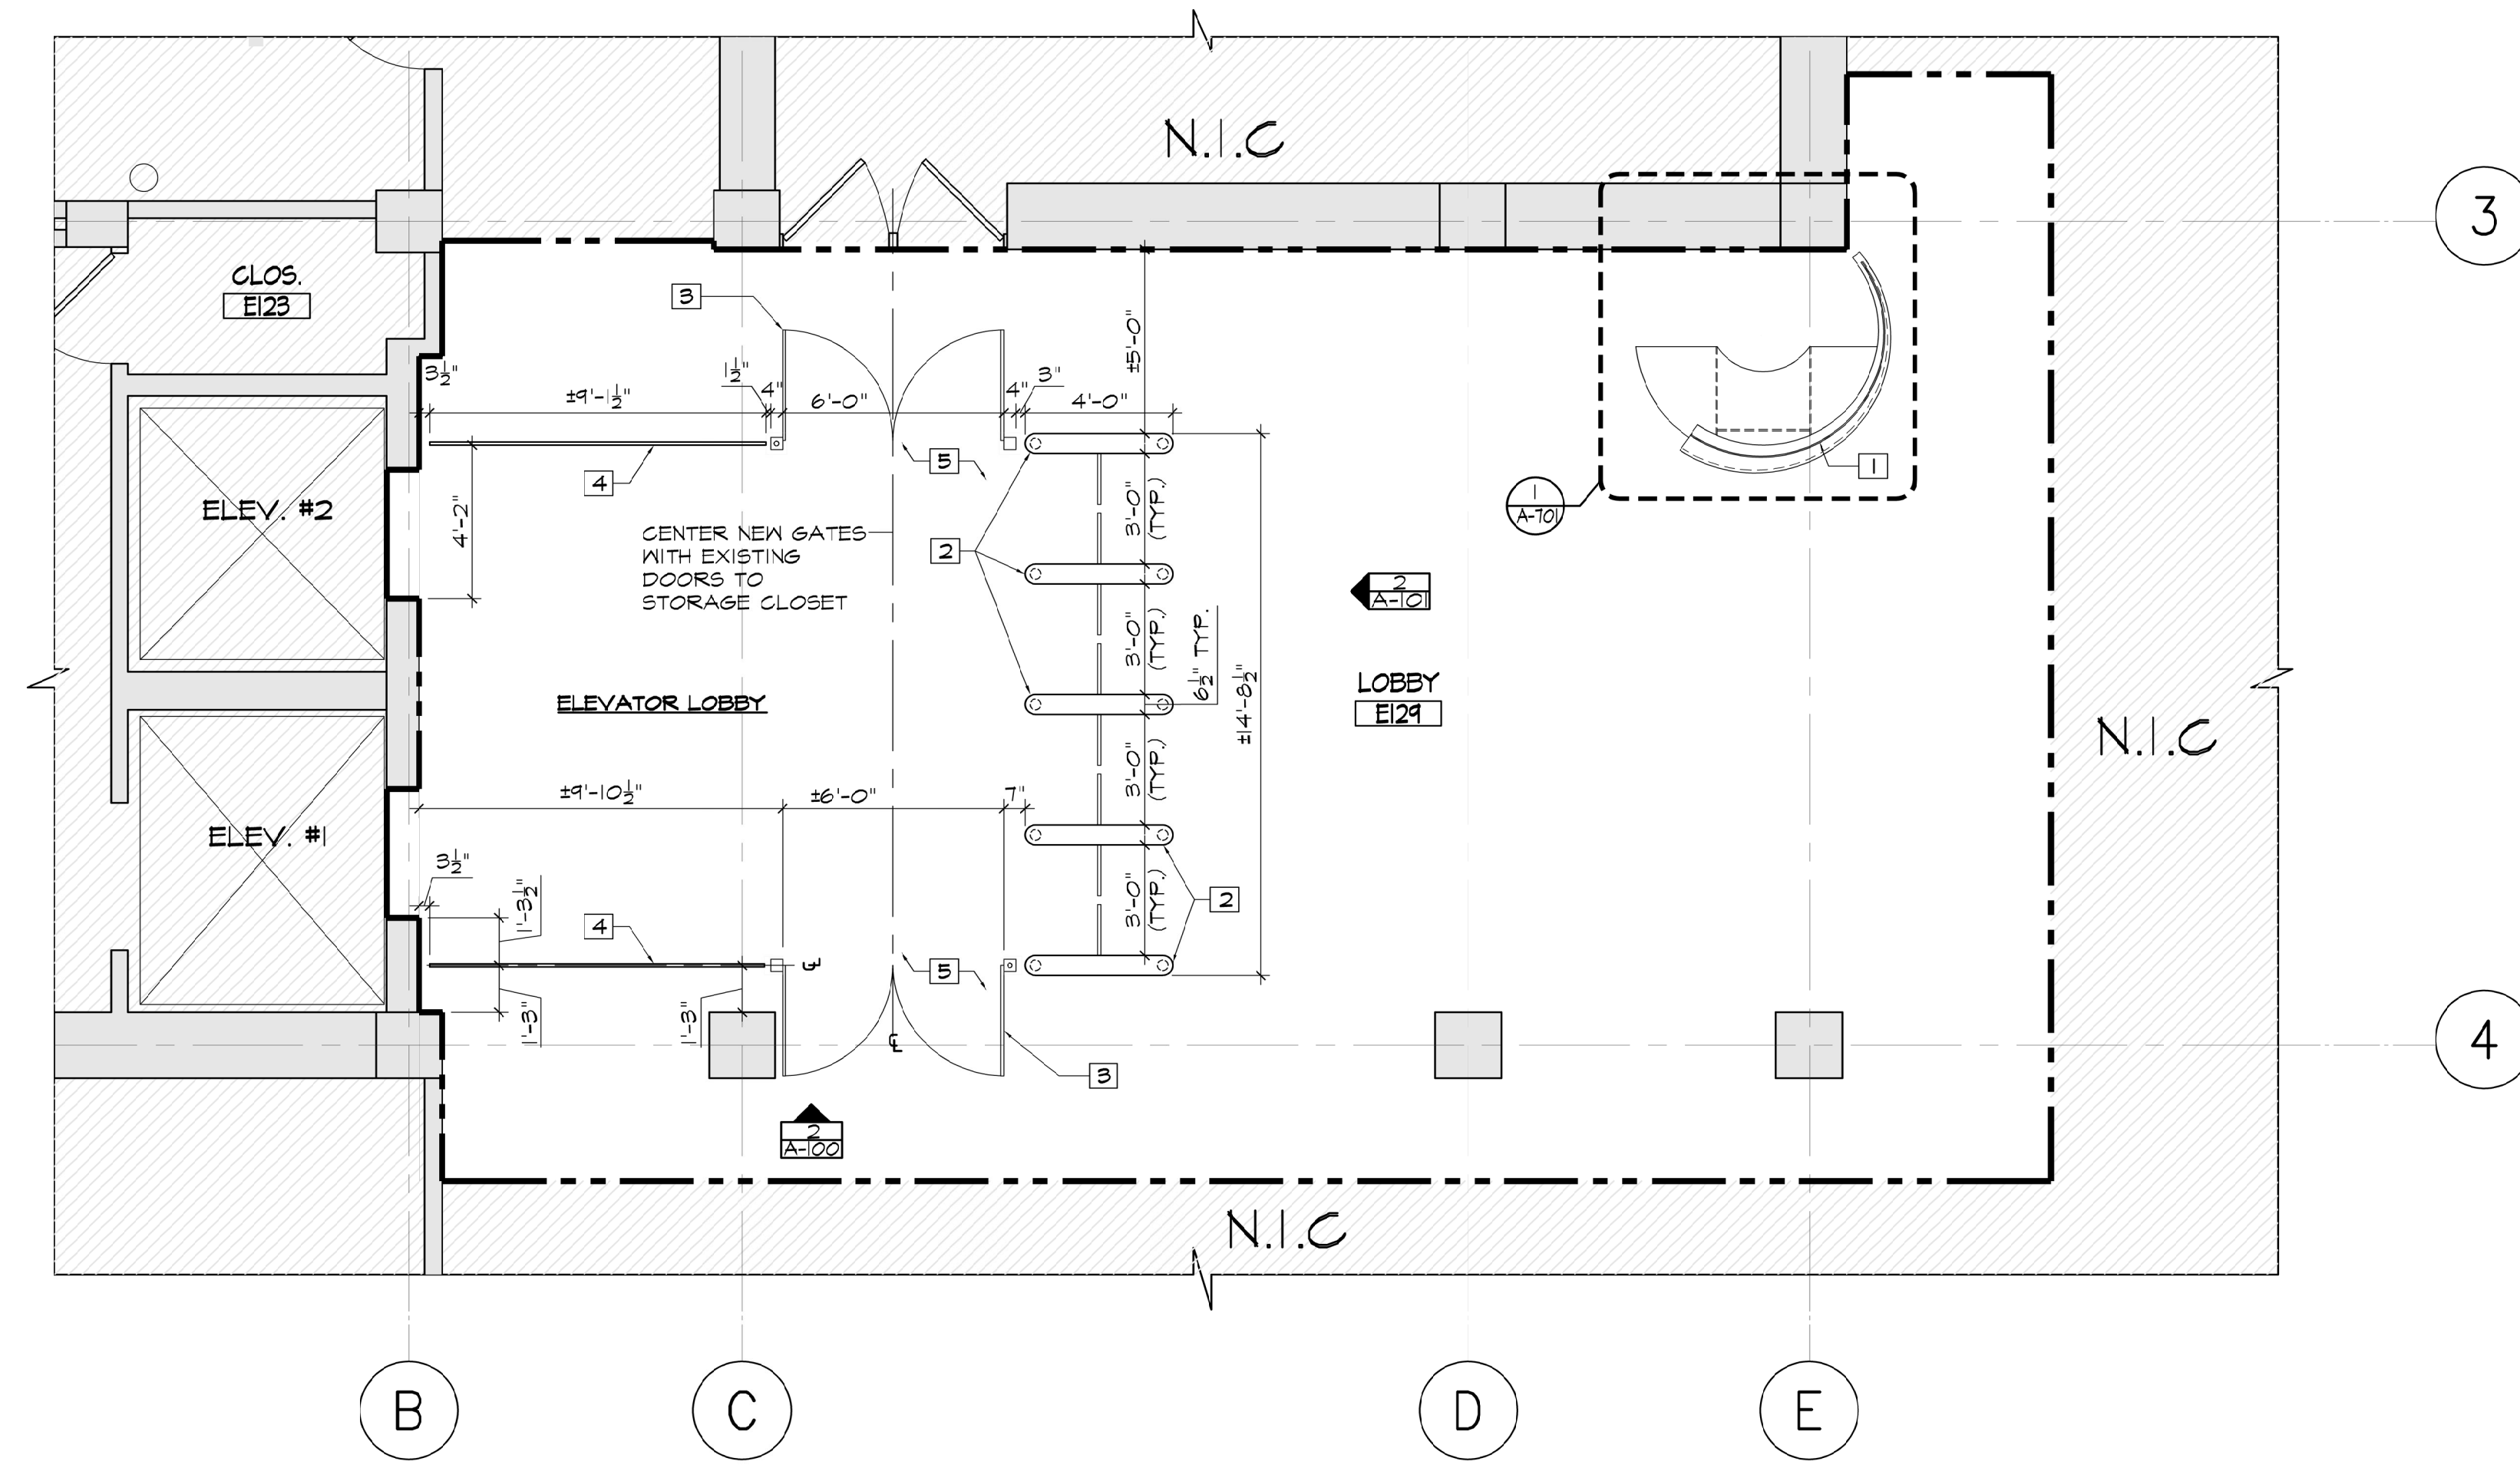 N.I.C
3
CLOS.
E123
3
3½"
±9'-1½"
1½"
4"
6'-0"
4"
3"
4'-0"
±5'-0"
4
5
1
1
A-701
ELEV. #2
4'-2"
CENTER NEW GATES
WITH EXISTING
DOORS TO
STORAGE CLOSET
2
3'-0"
(TYP.)
2
A-101
3'-0"
(TYP.)
6½" TYP.
±14'-8½"
ELEVATOR LOBBY
LOBBY
E129
N.I.C
±9'-10½"
±6'-0"
7"
3'-0"
(TYP.)
ELEV. #1
3½"
1'-3½"
4
3'-0"
(TYP.)
2
℄
5
1'-3"
1'-3"
℄
3
4
2
A-100
N.I.C
B
C
D
E